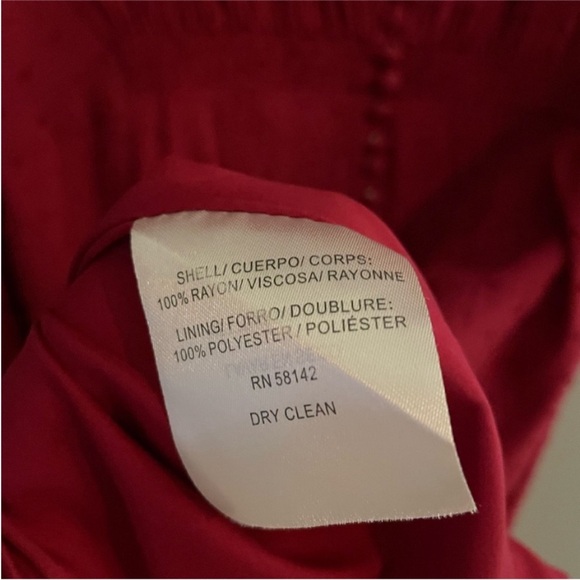 SHELL/ CUERPO/ CORPS:
100% RAYON/ VISCOSA/ RAYONNE
LINING/ FORRO/ DOUBLURE:
100% POLYESTER / POLIÉSTER
RN 58142
DRY CLEAN